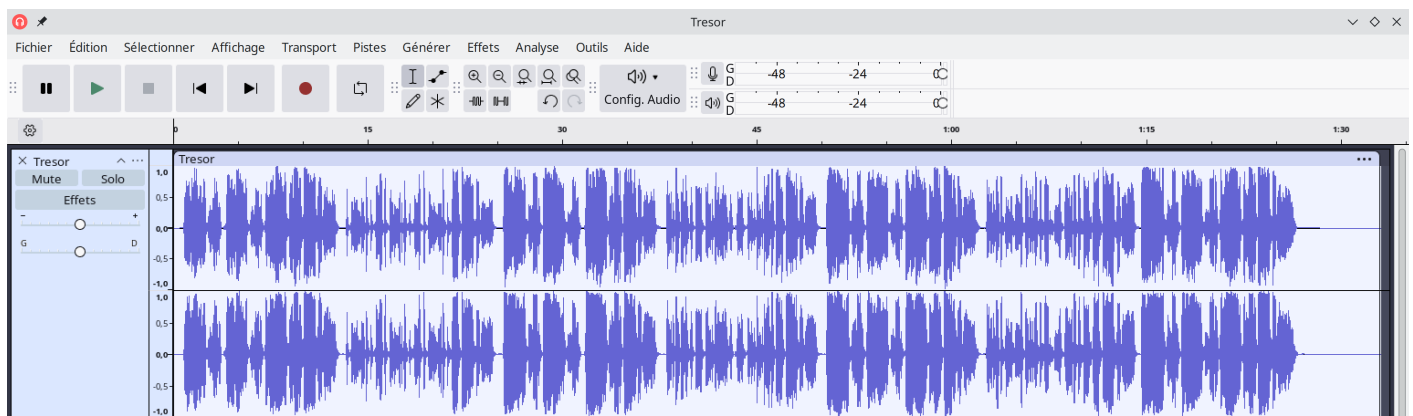 Tresor
Fichier Édition Sélectionner Affichage Transport Pistes Générer Effets Analyse Outils Aide
G
D
-48 -24 0
Config. Audio
G
D
-48 -24 0
0 15 30 45 1:00 1:15 1:30
Tresor
Mute Solo
Effets
- +
G D
Tresor
1,0
0,5
0,0
-0,5
-1,0
1,0
0,5
0,0
-0,5
-1,0